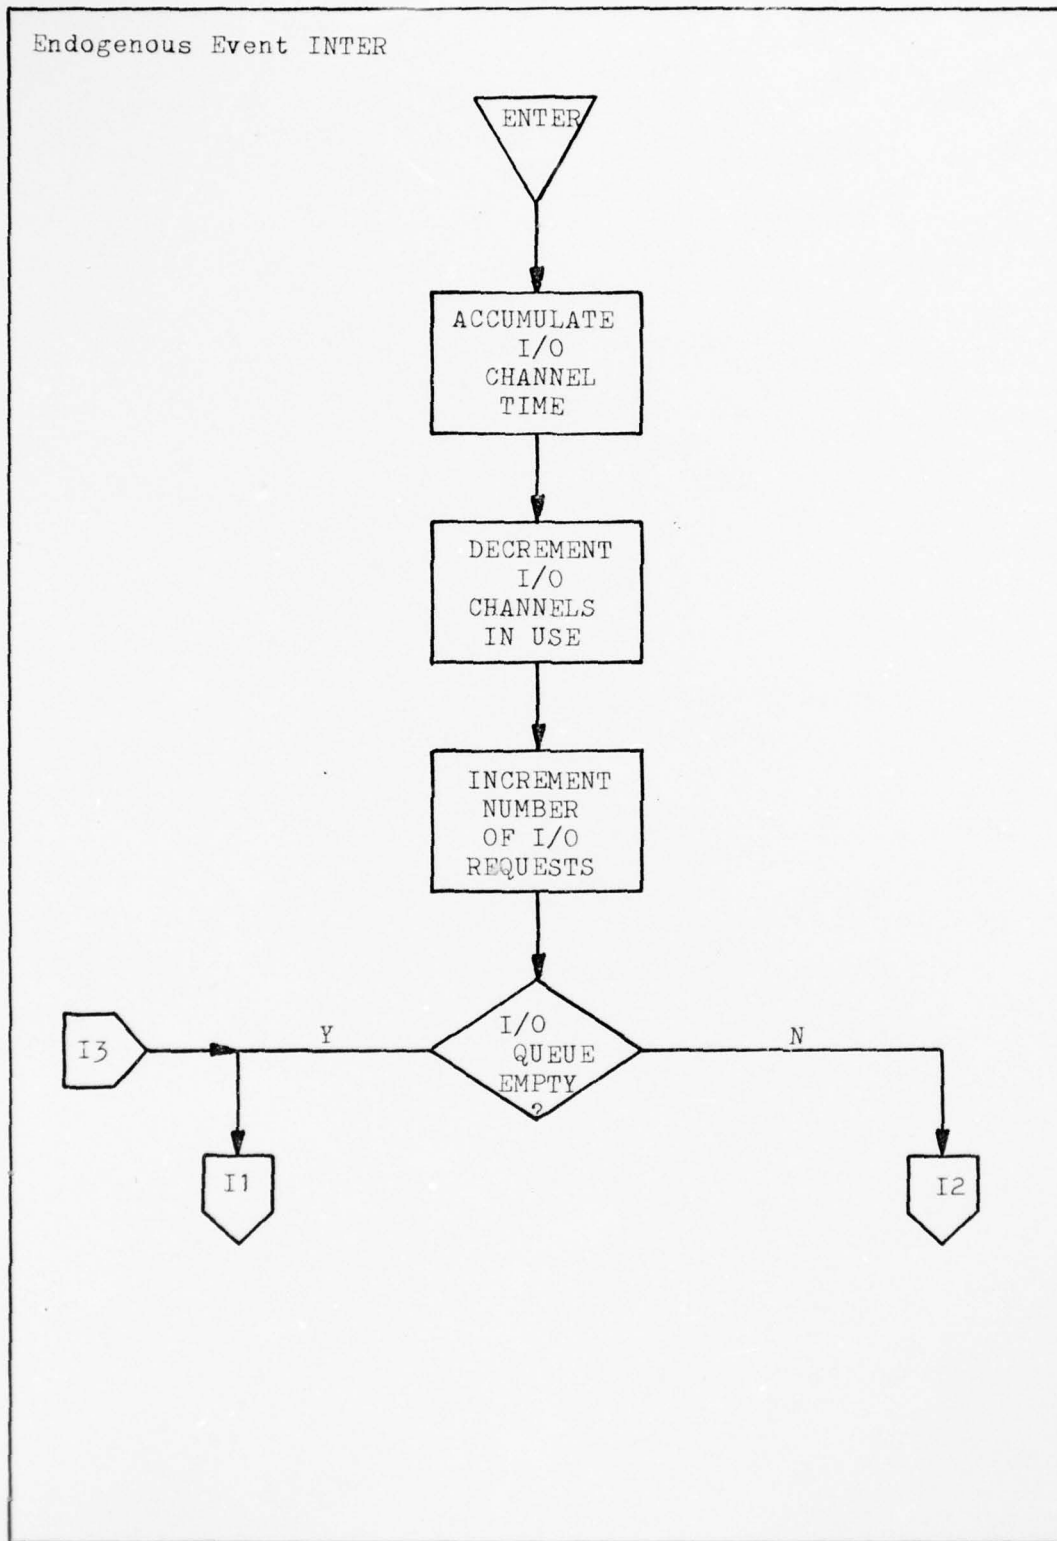 Endogenous Event INTER
ENTER
ACCUMULATE
I/O
CHANNEL
TIME
DECREMENT
I/O
CHANNELS
IN USE
INCREMENT
NUMBER
OF I/O
REQUESTS
I/O
QUEUE
EMPTY
?
I3
Y
N
I1
I2